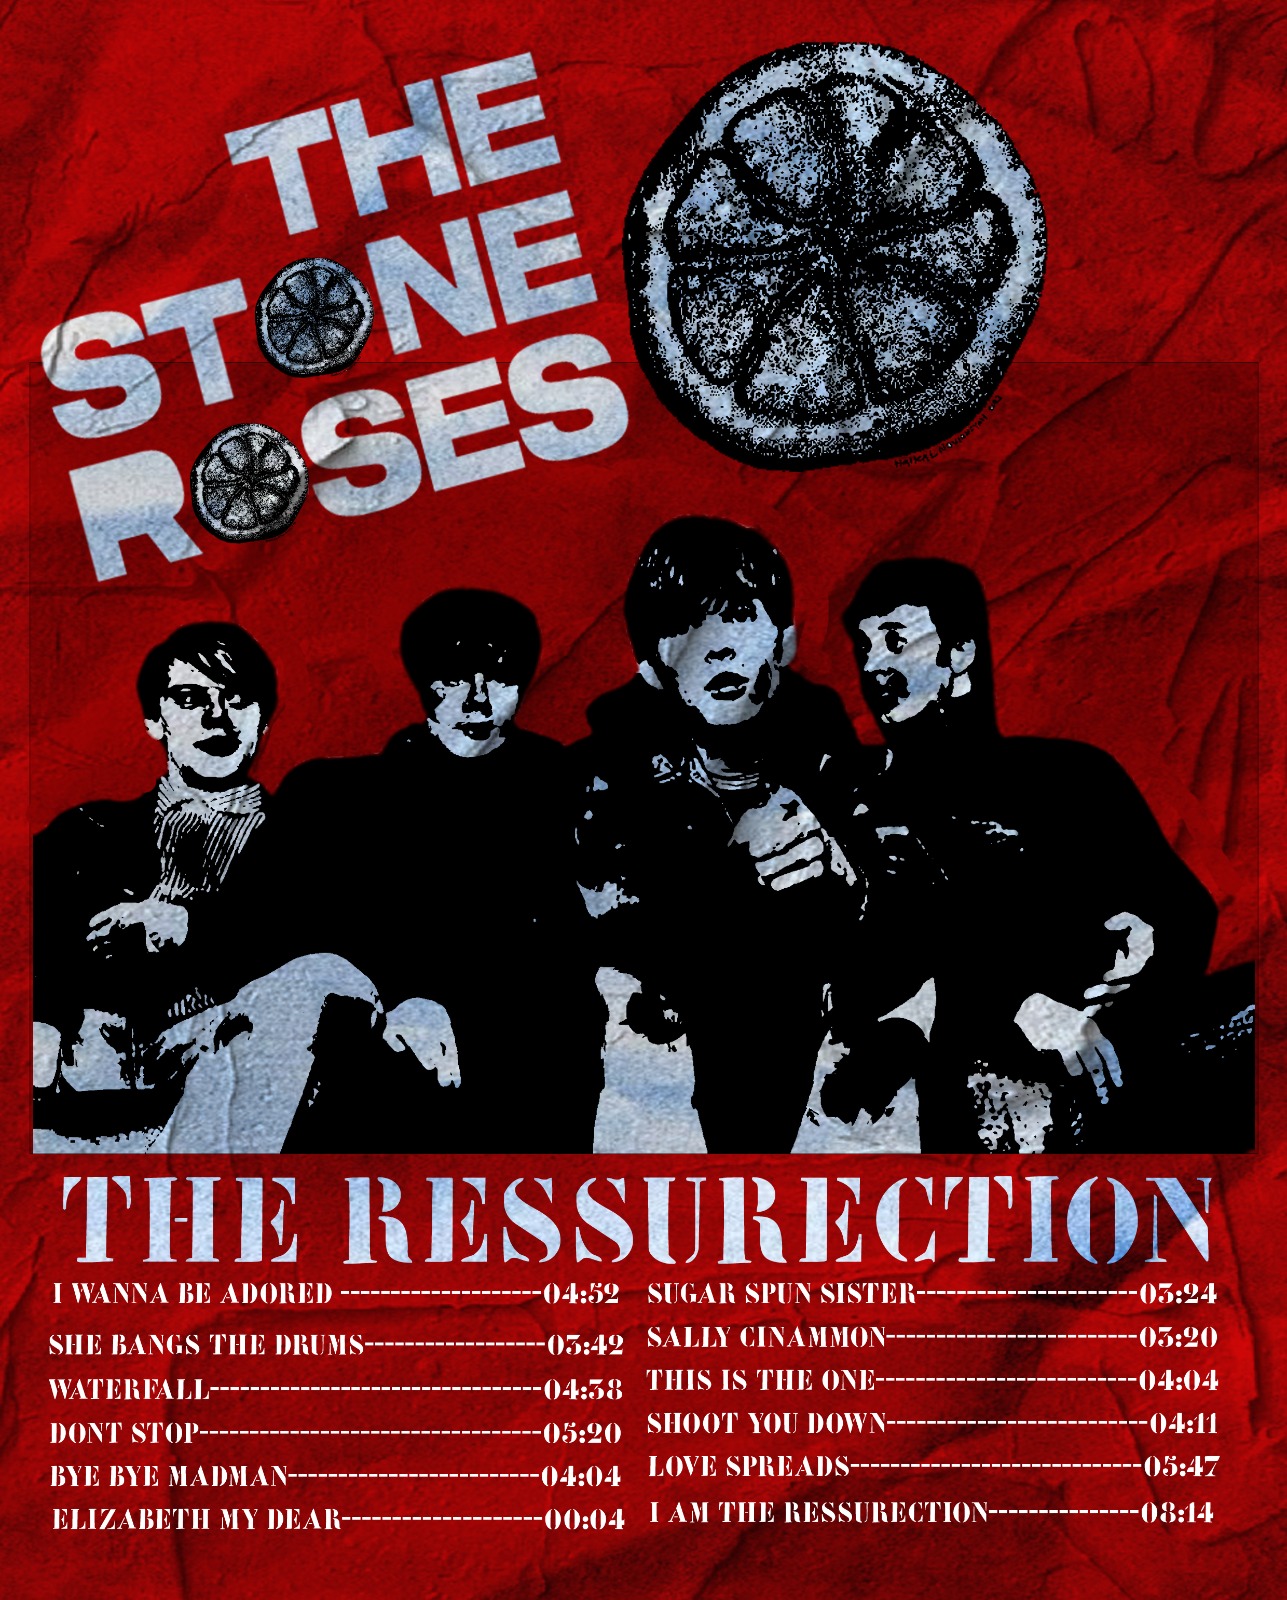 THE
STONE
ROSES
THE RESSURECTION
I WANNA BE ADORED --------------------04:52
SHE BANGS THE DRUMS------------------03:42
WATERFALL---------------------------------04:38
DONT STOP----------------------------------05:20
BYE BYE MADMAN-------------------------04:04
ELIZABETH MY DEAR--------------------00:04
SUGAR SPUN SISTER----------------------03:24
SALLY CINAMMON-------------------------03:20
THIS IS THE ONE--------------------------04:04
SHOOT YOU DOWN--------------------------04:11
LOVE SPREADS-----------------------------05:47
I AM THE RESSURECTION---------------08:14